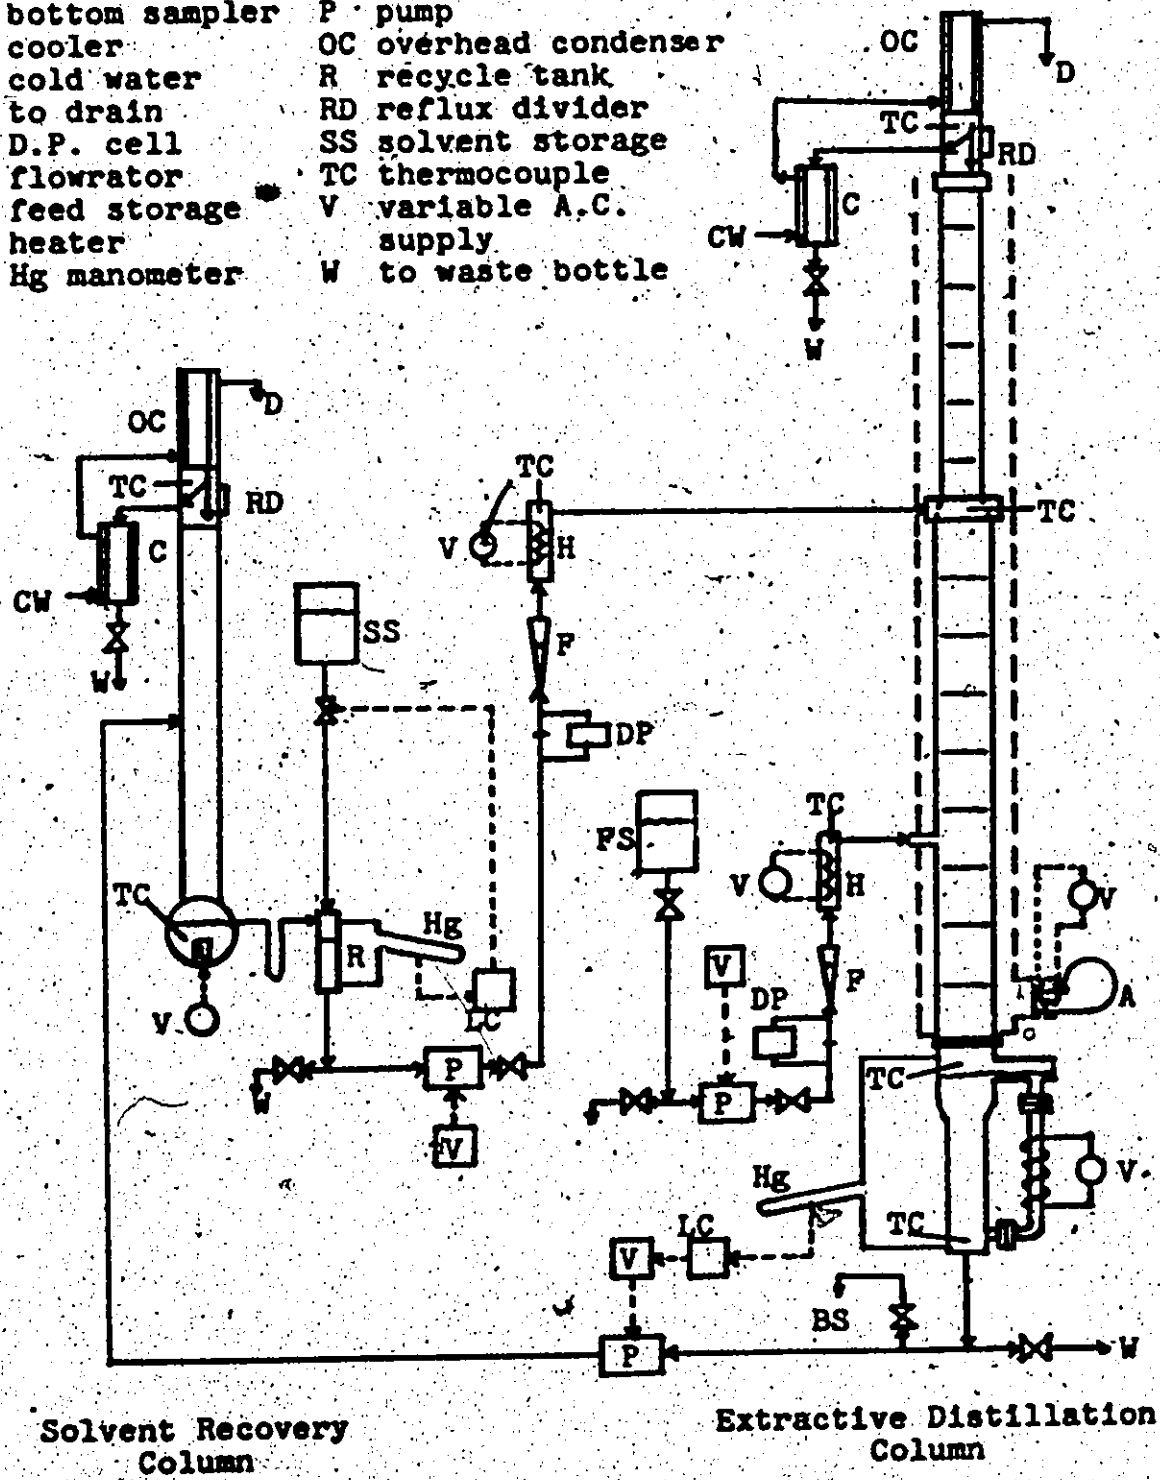 bottom sampler P pump
cooler OC overhead condenser
cold water R recycle tank
to drain RD reflux divider
D.P. cell SS solvent storage
flowrator TC thermocouple
feed storage V variable A.C.
heater supply
Hg manometer W to waste bottle
OC
D
TC
RD
C
CW
W
OC
D
TC
RD
C
CW
W
TC
V
H
TC
SS
F
DP
TC
FS
V
H
V
TC
Hg
R
V
F
DP
A
V
LC
P
W
V
TC
P
Hg
V
TC
LC
V
BS
P
W
Solvent Recovery
Column
Extractive Distillation
Column